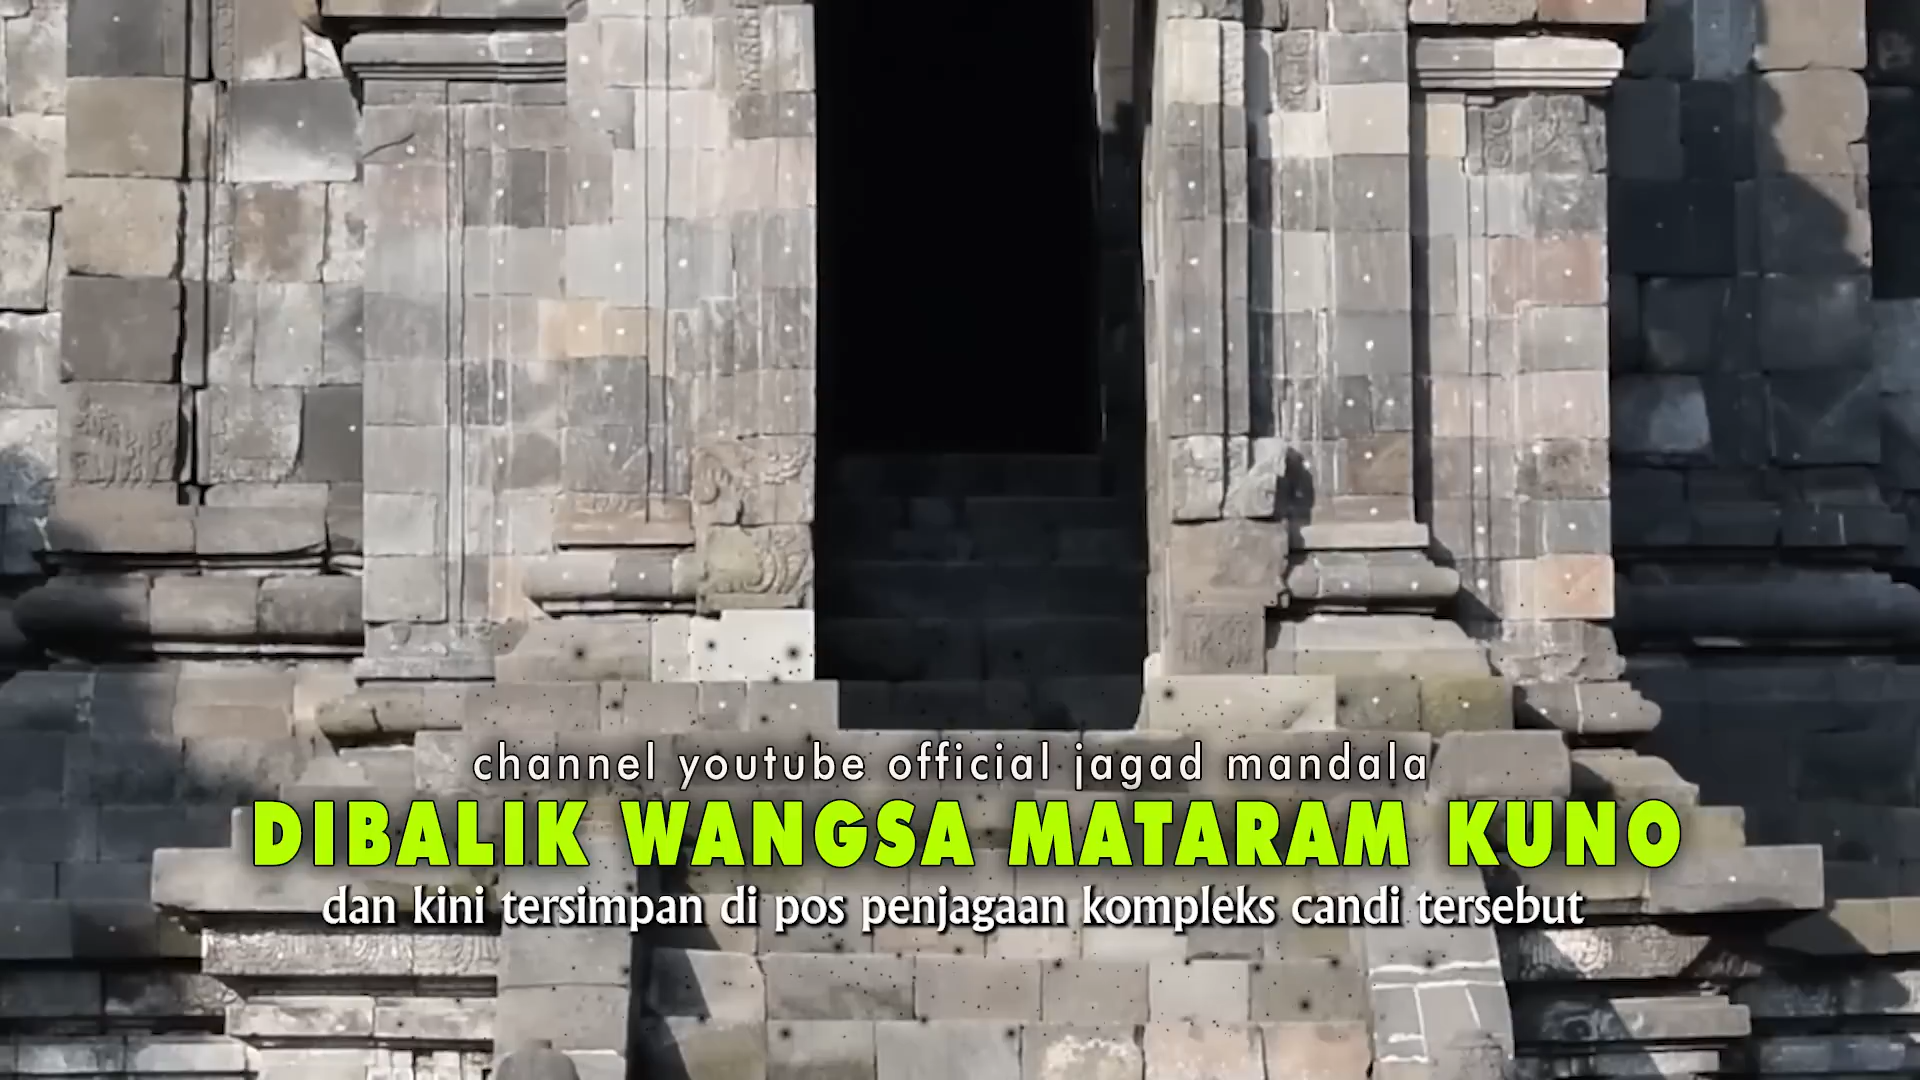 channel youtube official jagad mandala
DIBALIK WANGSA MATARAM KUNO
dan kini tersimpan di pos penjagaan kompleks candi tersebut